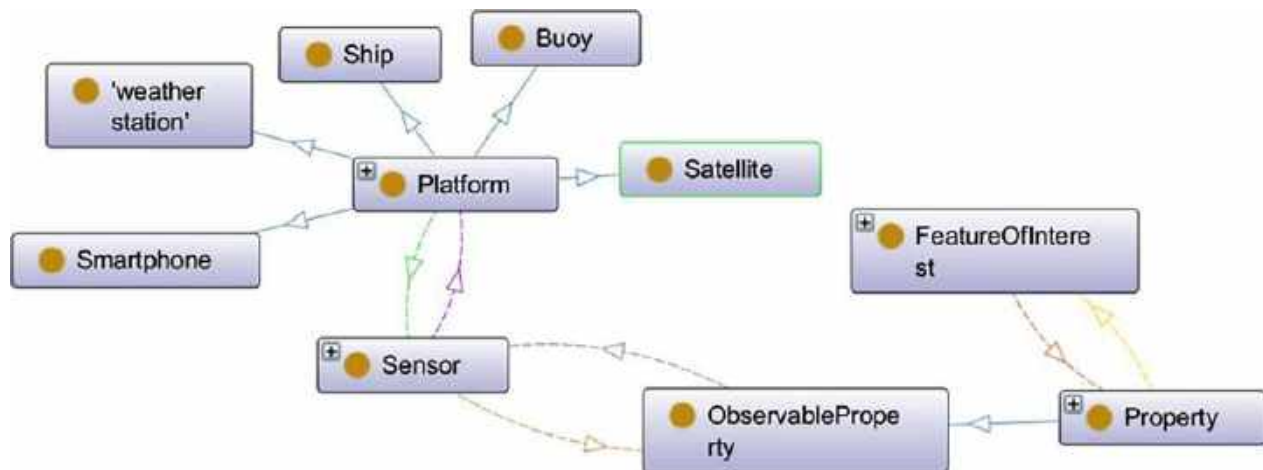 Buoy
Ship
'weather
station'
Satellite
Platform
FeatureOfIntere
st
Smartphone
Sensor
ObservablePrope
rty
Property